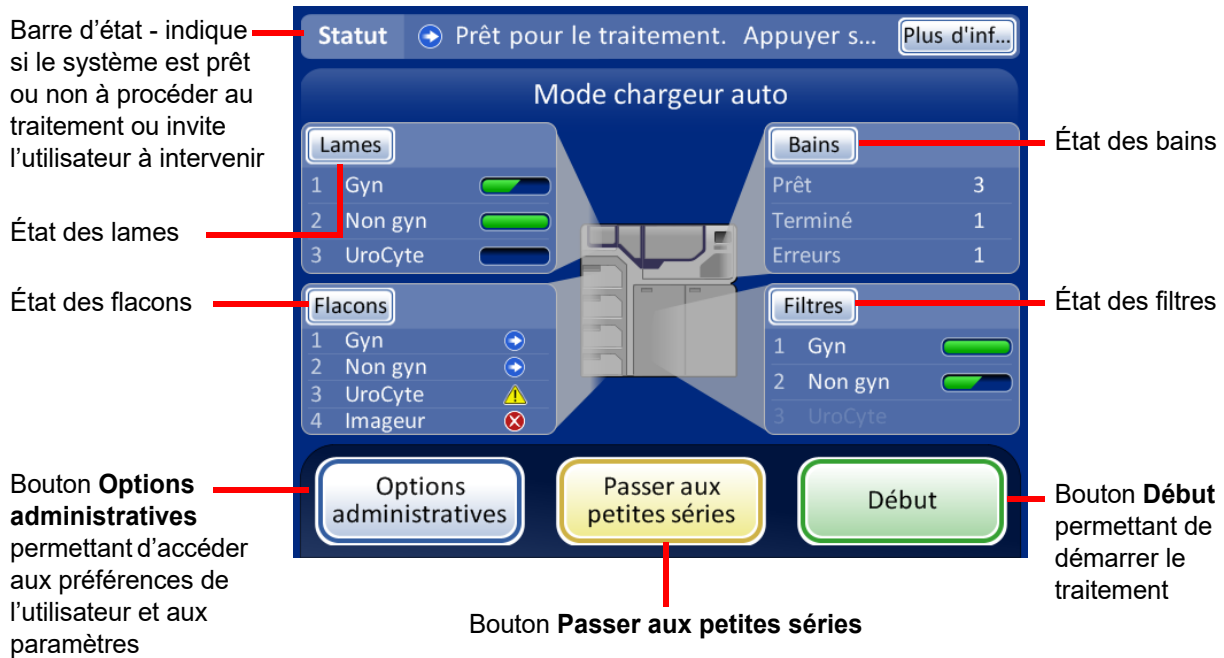 Barre d’état - indique
si le système est prêt
ou non à procéder au
traitement ou invite
l’utilisateur à intervenir
État des lames
État des flacons
Bouton Options
administratives
permettant d’accéder
aux préférences de
l’utilisateur et aux
paramètres
Statut Prêt pour le traitement. Appuyer s... Plus d'inf...
Mode chargeur auto
Lames
1 Gyn
2 Non gyn
3 UroCyte
Bains
Prêt 3
Terminé 1
Erreurs 1
Flacons
1 Gyn
2 Non gyn
3 UroCyte
4 Imageur
Filtres
1 Gyn
2 Non gyn
3 UroCyte
Options
administratives
Passer aux
petites séries
Début
État des bains
État des filtres
Bouton Début
permettant de
démarrer le
traitement
Bouton Passer aux petites séries